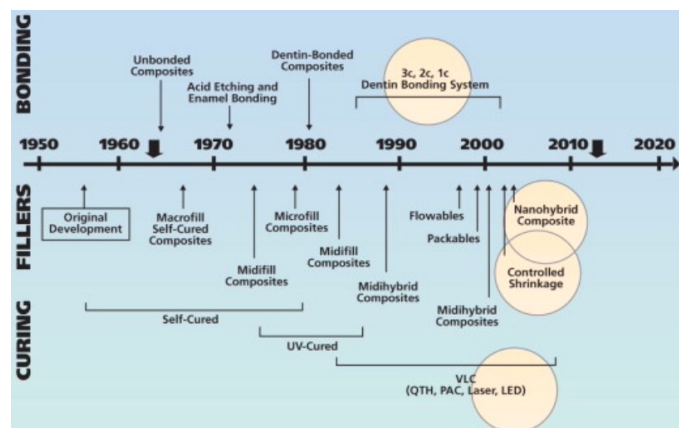 BONDING
Unbonded
Composites
Acid Etching and
Enamel Bonding
Dentin-Bonded
Composites
3c, 2c, 1c
Dentin Bonding System
1950 1960 1970 1980 1990 2000 2010 2020
FILLERS
Original
Development
Macrofill
Self-Cured
Composites
Midifill
Composites
Microfill
Composites
Midifill
Composites
Midihybrid
Composites
Flowables
Packables
Midihybrid
Composites
Nanohybrid
Composite
Controlled
Shrinkage
CURING
Self-Cured
UV-Cured
VLC
(QTH, PAC, Laser, LED)